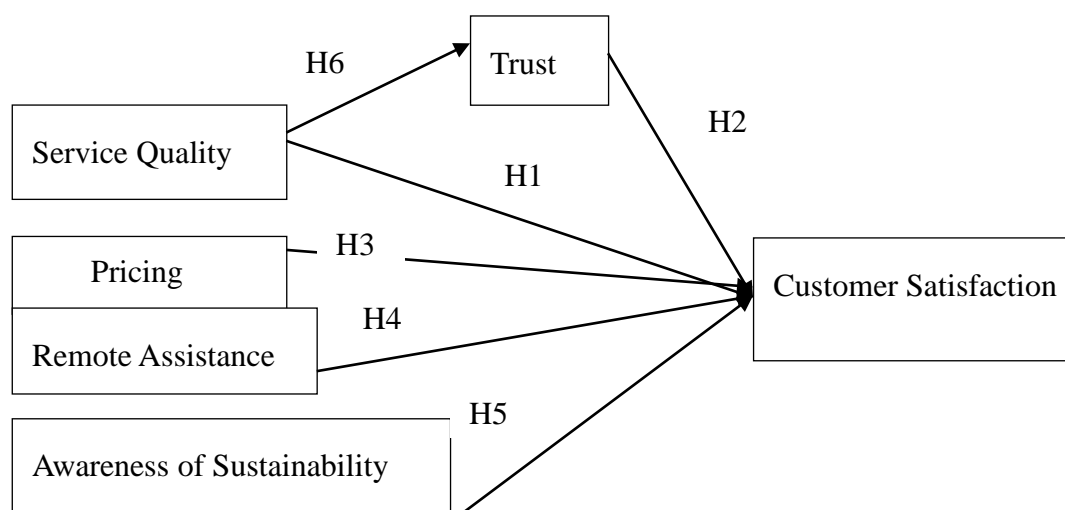 H6
Trust
Service Quality
H2
H1
Pricing
H3
Customer Satisfaction
Remote Assistance
H4
H5
Awareness of Sustainability